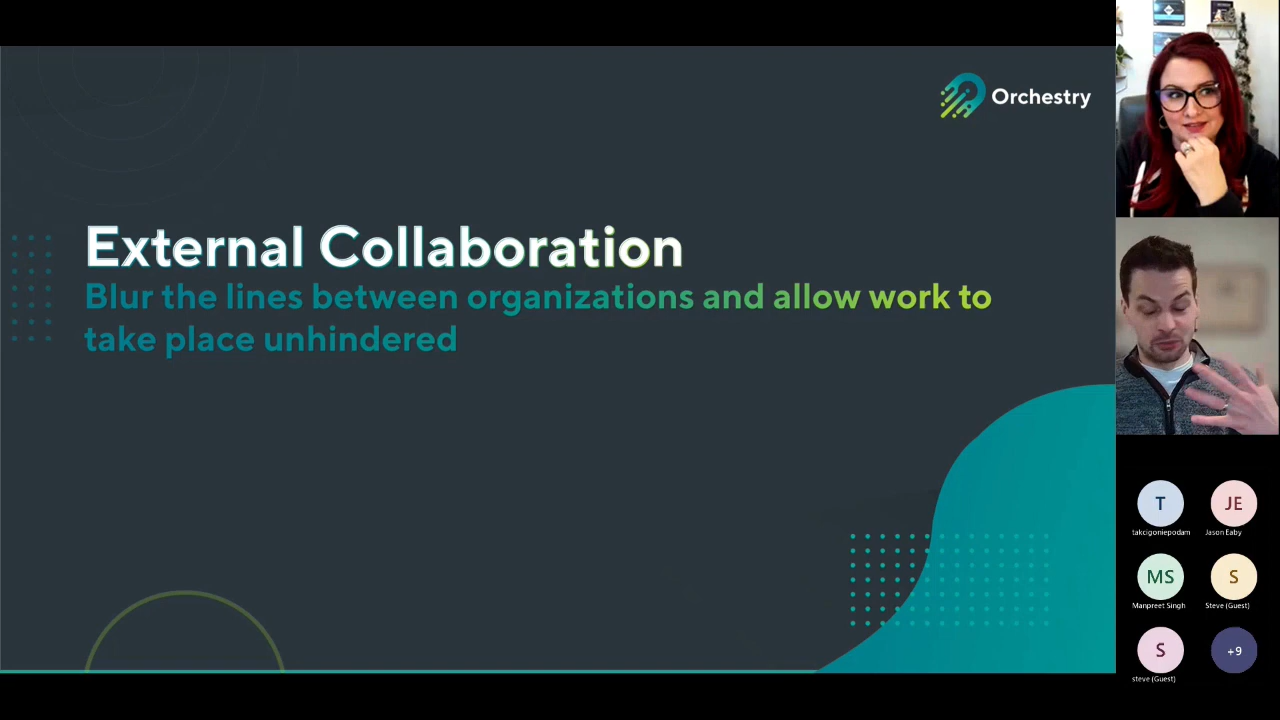 Orchestry
External Collaboration
Blur the lines between organizations and allow work to
take place unhindered
T
JE
takcigoniepodam
Jason Eaby
MS
S
Manpreet Singh
Steve (Guest)
S
+9
steve (Guest)